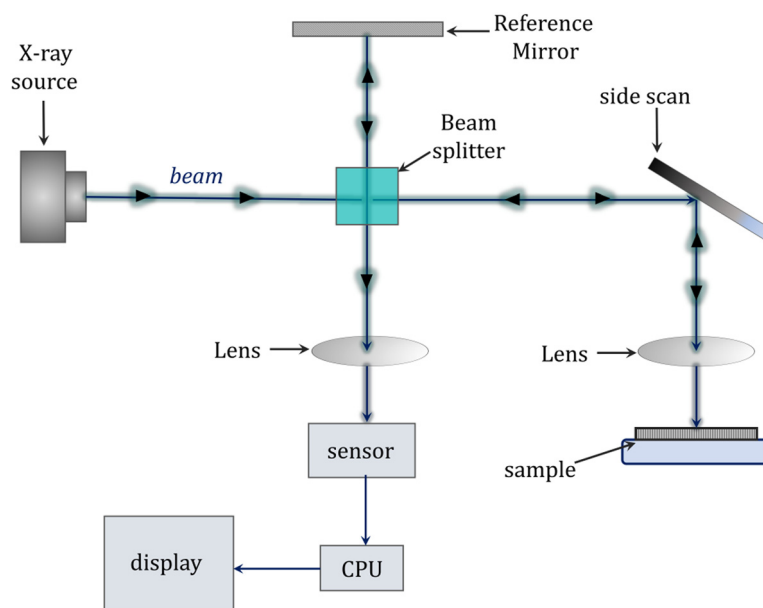 X-ray
source
Reference
Mirror
side scan
Beam
splitter
beam
Lens
Lens
sensor
sample
display
CPU